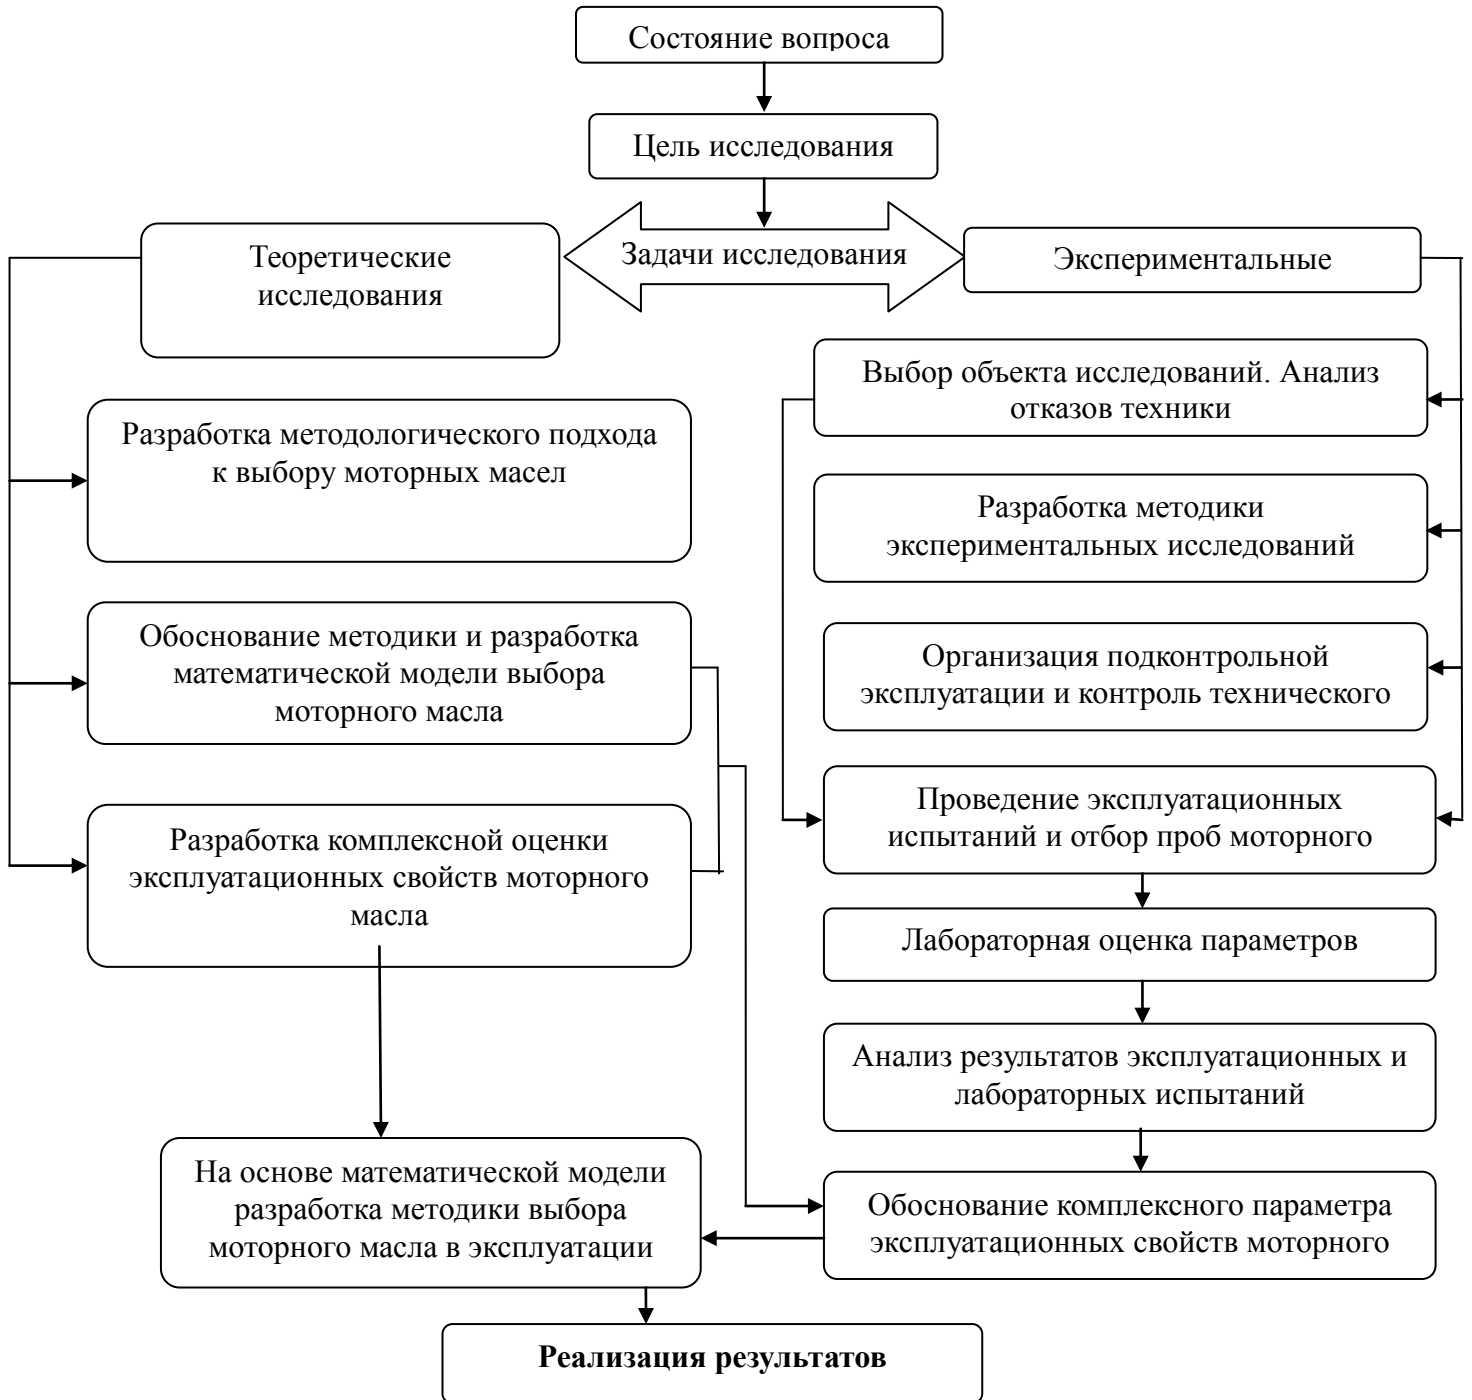 Состояние вопроса
Цель исследования
Задачи исследования
Теоретические
исследования
Экспериментальные
Разработка методологического подхода
к выбору моторных масел
Обоснование методики и разработка
математической модели выбора
моторного масла
Разработка комплексной оценки
эксплуатационных свойств моторного
масла
Выбор объекта исследований. Анализ
отказов техники
Разработка методики
экспериментальных исследований
Организация подконтрольной
эксплуатации и контроль технического
Проведение эксплуатационных
испытаний и отбор проб моторного
Лабораторная оценка параметров
Анализ результатов эксплуатационных и
лабораторных испытаний
Обоснование комплексного параметра
эксплуатационных свойств моторного
На основе математической модели
разработка методики выбора
моторного масла в эксплуатации
Реализация результатов